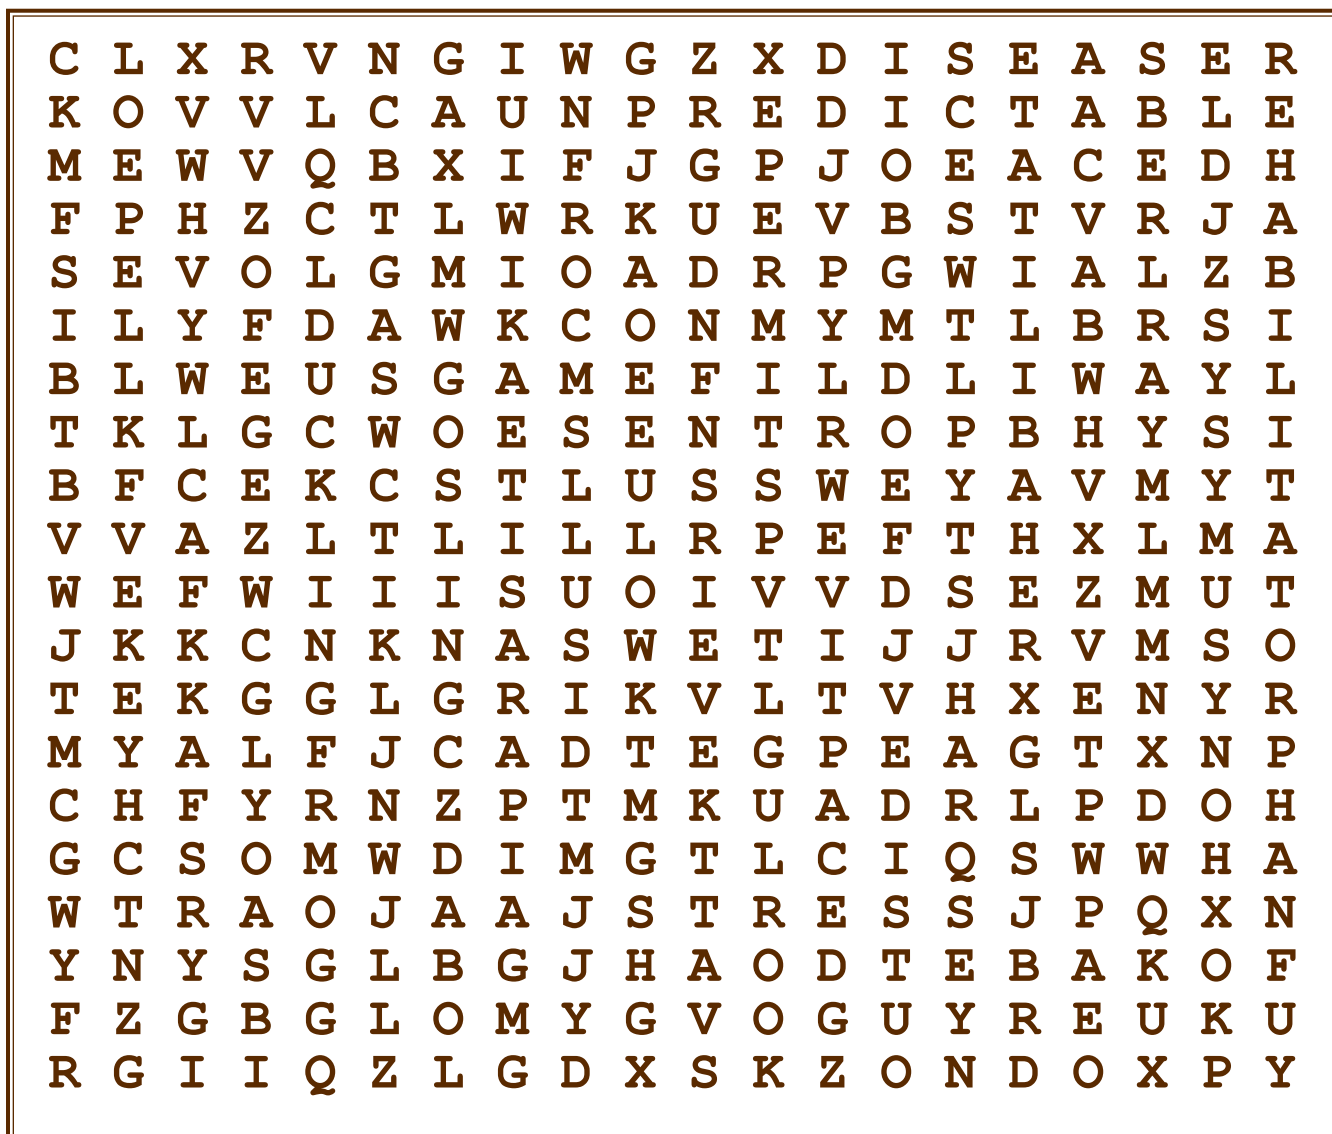 C L X R V N G I W G Z X D I S E A S E R
K O V V L C A U N P R E D I C T A B L E
M E W V Q B X I F J G P J O E A C E D H
F P H Z C T L W R K U E V B S T V R J A
S E V O L G M I O A D R P G W I A L Z B
I L Y F D A W K C O N M Y M T L B R S I
B L W E U S G A M E F I L D L I W A Y L
T K L G C W O E S E N T R O P B H Y S I
B F C E K C S T L U S S W E Y A V M Y T
V V A Z L T L I L L R P E F T H X L M A
W E F W I I I S U O I V V D S E Z M U T
J K K C N K N A S W E T I J J R V M S O
T E K G G L G R I K V L T V H X E N Y R
M Y A L F J C A D T E G P E A G T X N P
C H F Y R N Z P T M K U A D R L P D O H
G C S O M W D I M G T L C I Q S W W H A
W T R A O J A A J S T R E S S J P Q X N
Y N Y S G L B G J H A O D T E B A K O F
F Z G B G L O M Y G V O G U Y R E U K U
R G I I Q Z L G D X S K Z O N D O X P Y